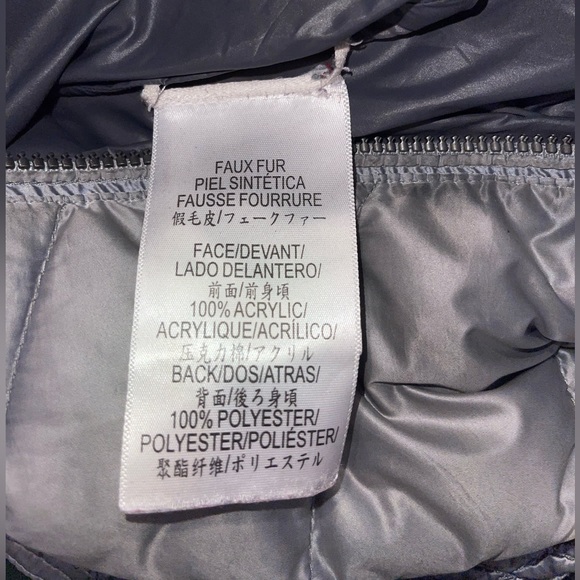 FAUX FUR
PIEL SINTÉTICA
FAUSSE FOURRURE
假毛皮/フェークファー
FACE/DEVANT/
LADO DELANTERO/
前面/前身頃
100% ACRYLIC/
ACRYLIQUE/ACRÍLICO/
压克力棉/アクリル
BACK/DOS/ATRAS/
背面/後ろ身頃
100% POLYESTER/
POLYESTER/POLIÉSTER/
聚酯纤维/ポリエステル